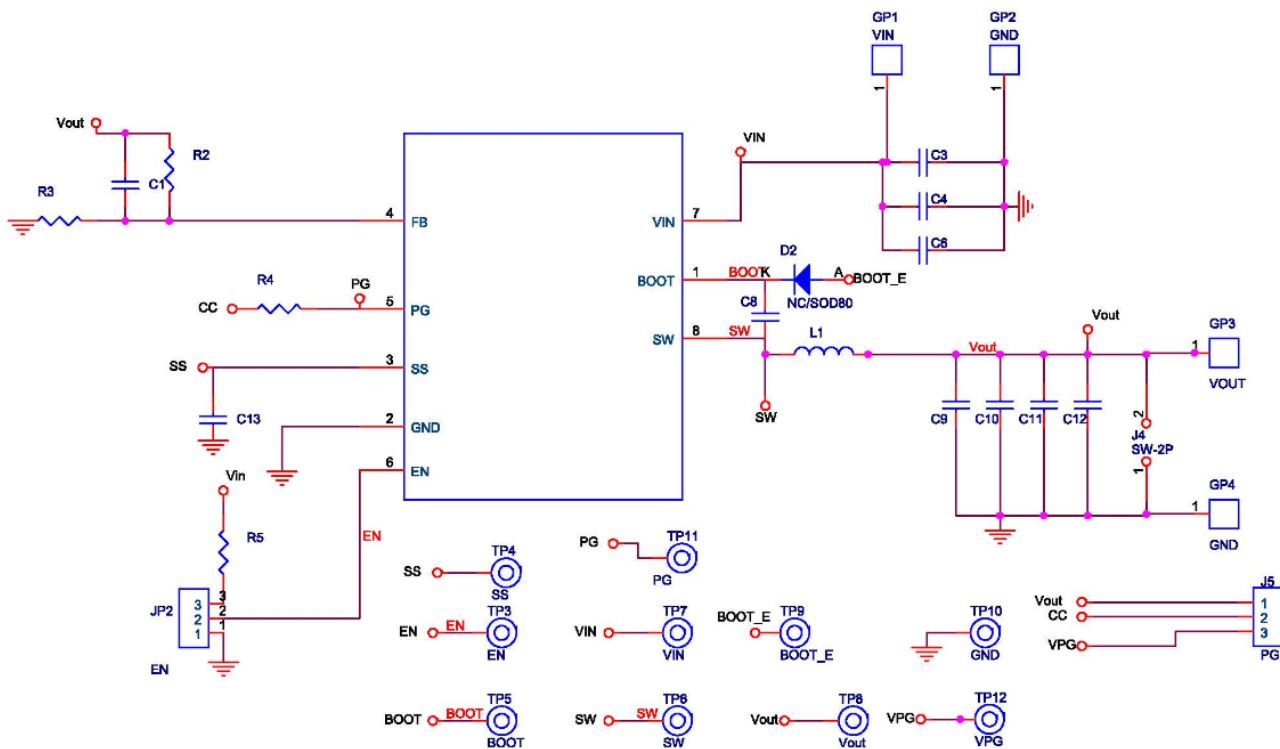 GP1
VIN
GP2
GND
1
1
Vout
R2
C1
R3
VIN
C3
C4
C6
4
FB
VIN
7
D2
BOOT
1
BOOT
K
A
BOOT_E
NC/SOD80
R4
PG
CC
5
PG
C8
SW
8
SW
L1
Vout
Vout
GP3
1
VOUT
SS
3
SS
C13
2
GND
SW
C9
C10
C11
C12
2
J4
SW-2P
1
6
EN
Vin
R5
EN
GP4
1
GND
JP2
3
2
1
3
2
1
EN
PG
TP11
PG
SS
TP4
SS
EN
EN
TP3
EN
VIN
TP7
VIN
BOOT_E
TP9
BOOT_E
TP10
GND
J5
Vout
1
CC
2
VPG
3
PG
BOOT
BOOT
TP5
BOOT
SW
SW
TP6
SW
Vout
TP8
Vout
VPG
TP12
VPG